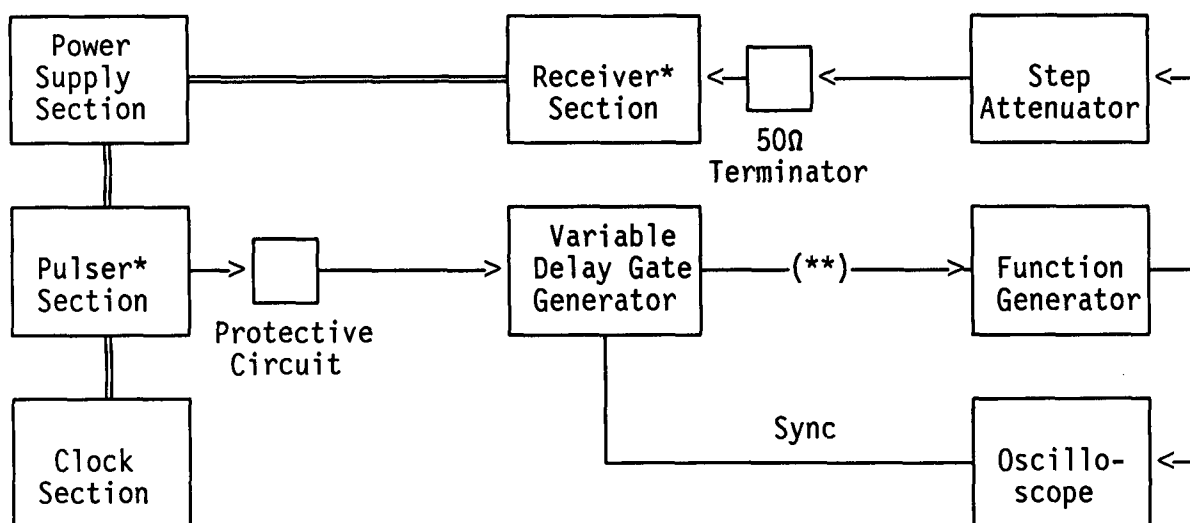 Power
Supply
Section
Receiver*
Section
50Ω
Terminator
Step
Attenuator
Pulser*
Section
Protective
Circuit
Variable
Delay Gate
Generator
(**)
Function
Generator
Clock
Section
Sync
Oscillo-
scope